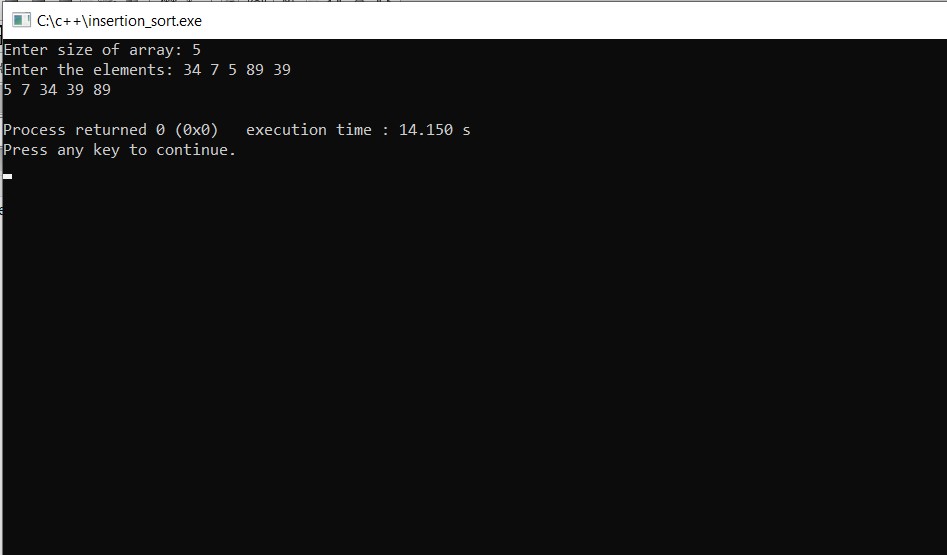 C:\c++\insertion_sort.exe
Enter size of array: 5
Enter the elements: 34 7 5 89 39
5 7 34 39 89
Process returned 0 (0x0)   execution time : 14.150 s
Press any key to continue.